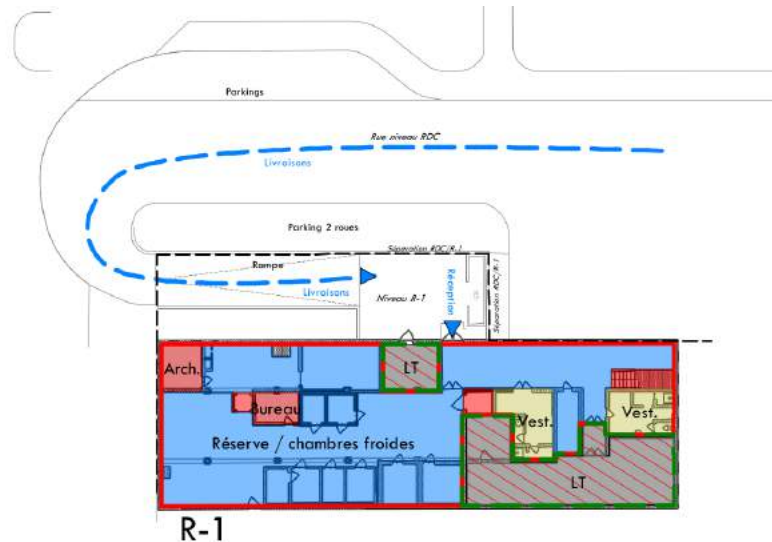 Parkings
Rue niveau RDC
Livraisons
Parking 2 roues
Séparation RDC/R-1
Rampe
Livraisons
Niveau R-1
Réception
Séparation RDC/R-1
Arch.
LT
Bureau
Vest.
Vest.
Réserve / chambres froides
LT
R-1